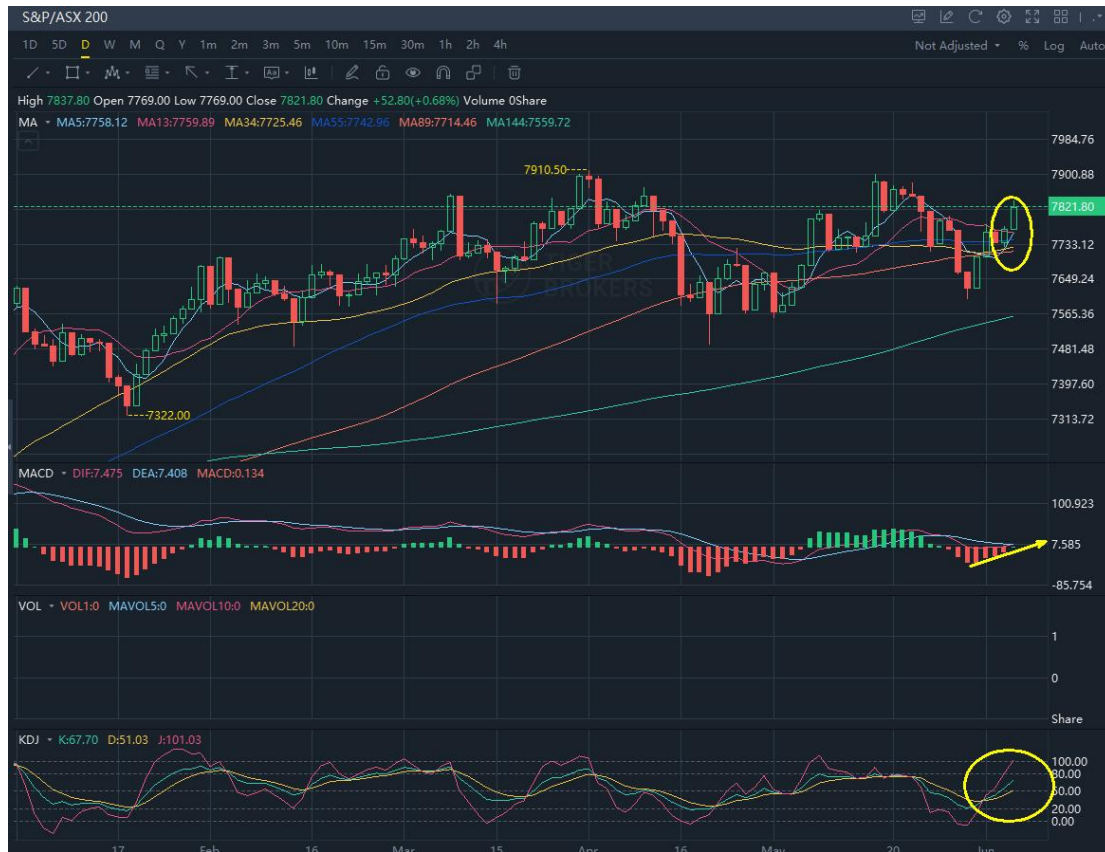 S&P/ASX 200
1D 5D D W M Q Y 1m 2m 3m 5m 10m 15m 30m 1h 2h 4h Not Adjusted % Log Auto
High 7837.80 Open 7769.00 Low 7769.00 Close 7821.80 Change +52.80(+0.68%) Volume 0Share
MA MA5:7758.12 MA13:7759.89 MA34:7725.46 MA55:7742.96 MA89:7714.46 MA144:7559.72
7984.76
7910.50
7900.88
7821.80
7733.12
TIGER
BROKERS
7649.24
7565.36
7481.48
7397.60
7322.00
7313.72
MACD DIF:7.475 DEA:7.408 MACD:0.134
100.923
7.585
-85.754
VOL VOL1:0 MAVOL5:0 MAVOL10:0 MAVOL20:0
1
0
Share
KDJ K:67.70 D:51.03 J:101.03
100.00
80.00
50.00
20.00
0.00
17 Feb 16 Mar 15 Apr 16 May 20 Jun